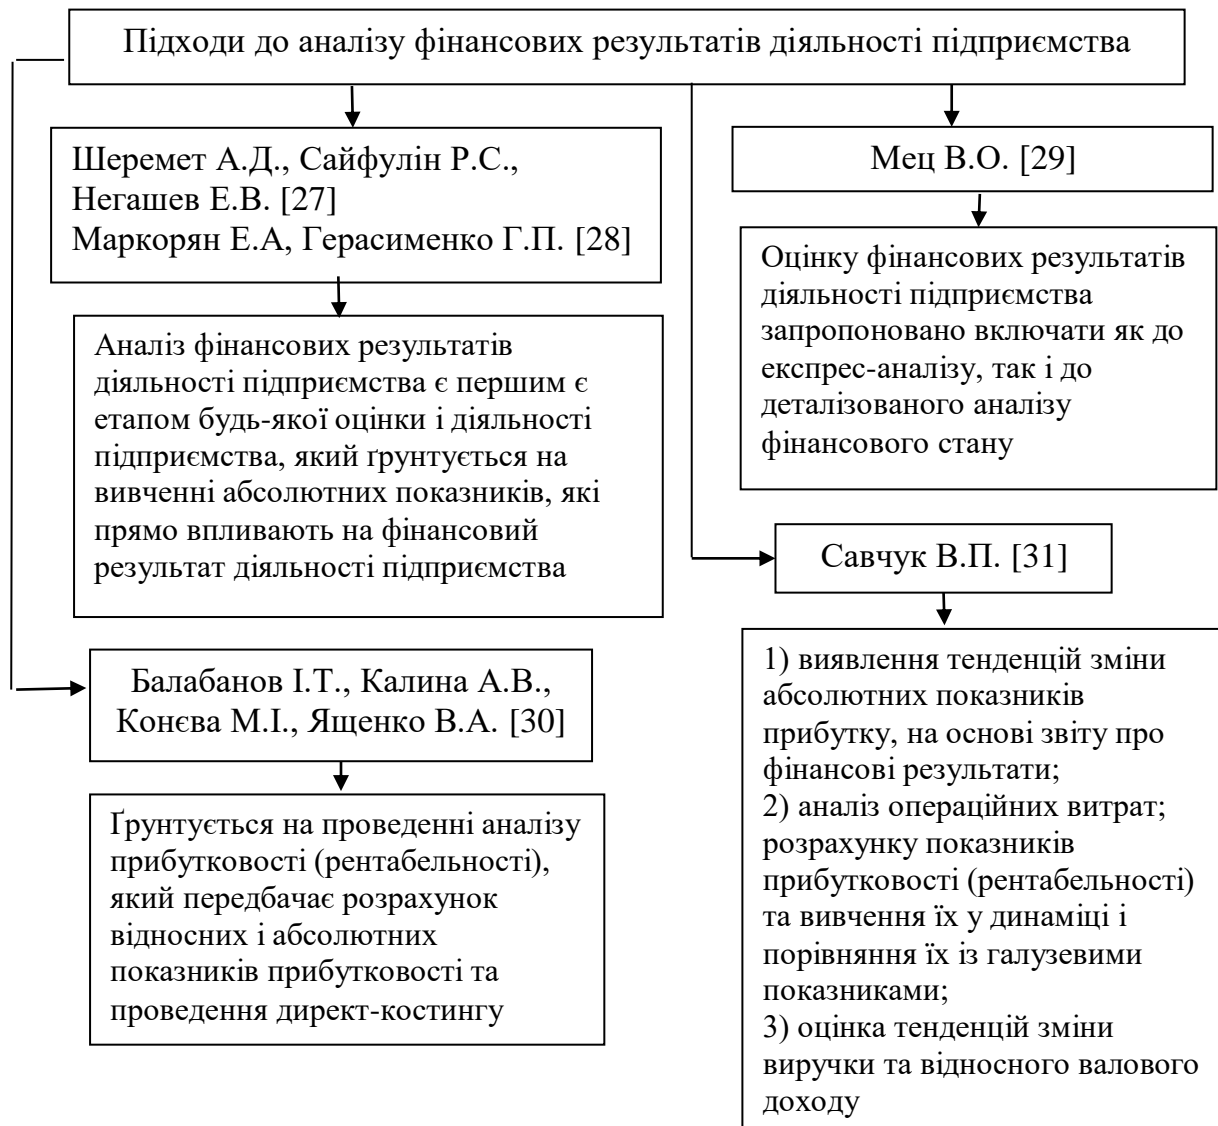 Підходи до аналізу фінансових результатів діяльності підприємства
Шеремет А.Д., Сайфулін Р.С.,
Негашев Е.В. [27]
Маркорян Е.А, Герасименко Г.П. [28]
Аналіз фінансових результатів
діяльності підприємства є першим є
етапом будь-якої оцінки і діяльності
підприємства, який ґрунтується на
вивченні абсолютних показників, які
прямо впливають на фінансовий
результат діяльності підприємства
Балабанов І.Т., Калина А.В.,
Конєва М.І., Ященко В.А. [30]
Ґрунтується на проведенні аналізу
прибутковості (рентабельності),
який передбачає розрахунок
відносних і абсолютних
показників прибутковості та
проведення директ-костингу
Мец В.О. [29]
Оцінку фінансових результатів
діяльності підприємства
запропоновано включати як до
експрес-аналізу, так і до
деталізованого аналізу
фінансового стану
Савчук В.П. [31]
1) виявлення тенденцій зміни
абсолютних показників
прибутку, на основі звіту про
фінансові результати;
2) аналіз операційних витрат;
розрахунку показників
прибутковості (рентабельності)
та вивчення їх у динаміці і
порівняння їх із галузевими
показниками;
3) оцінка тенденцій зміни
виручки та відносного валового
доходу